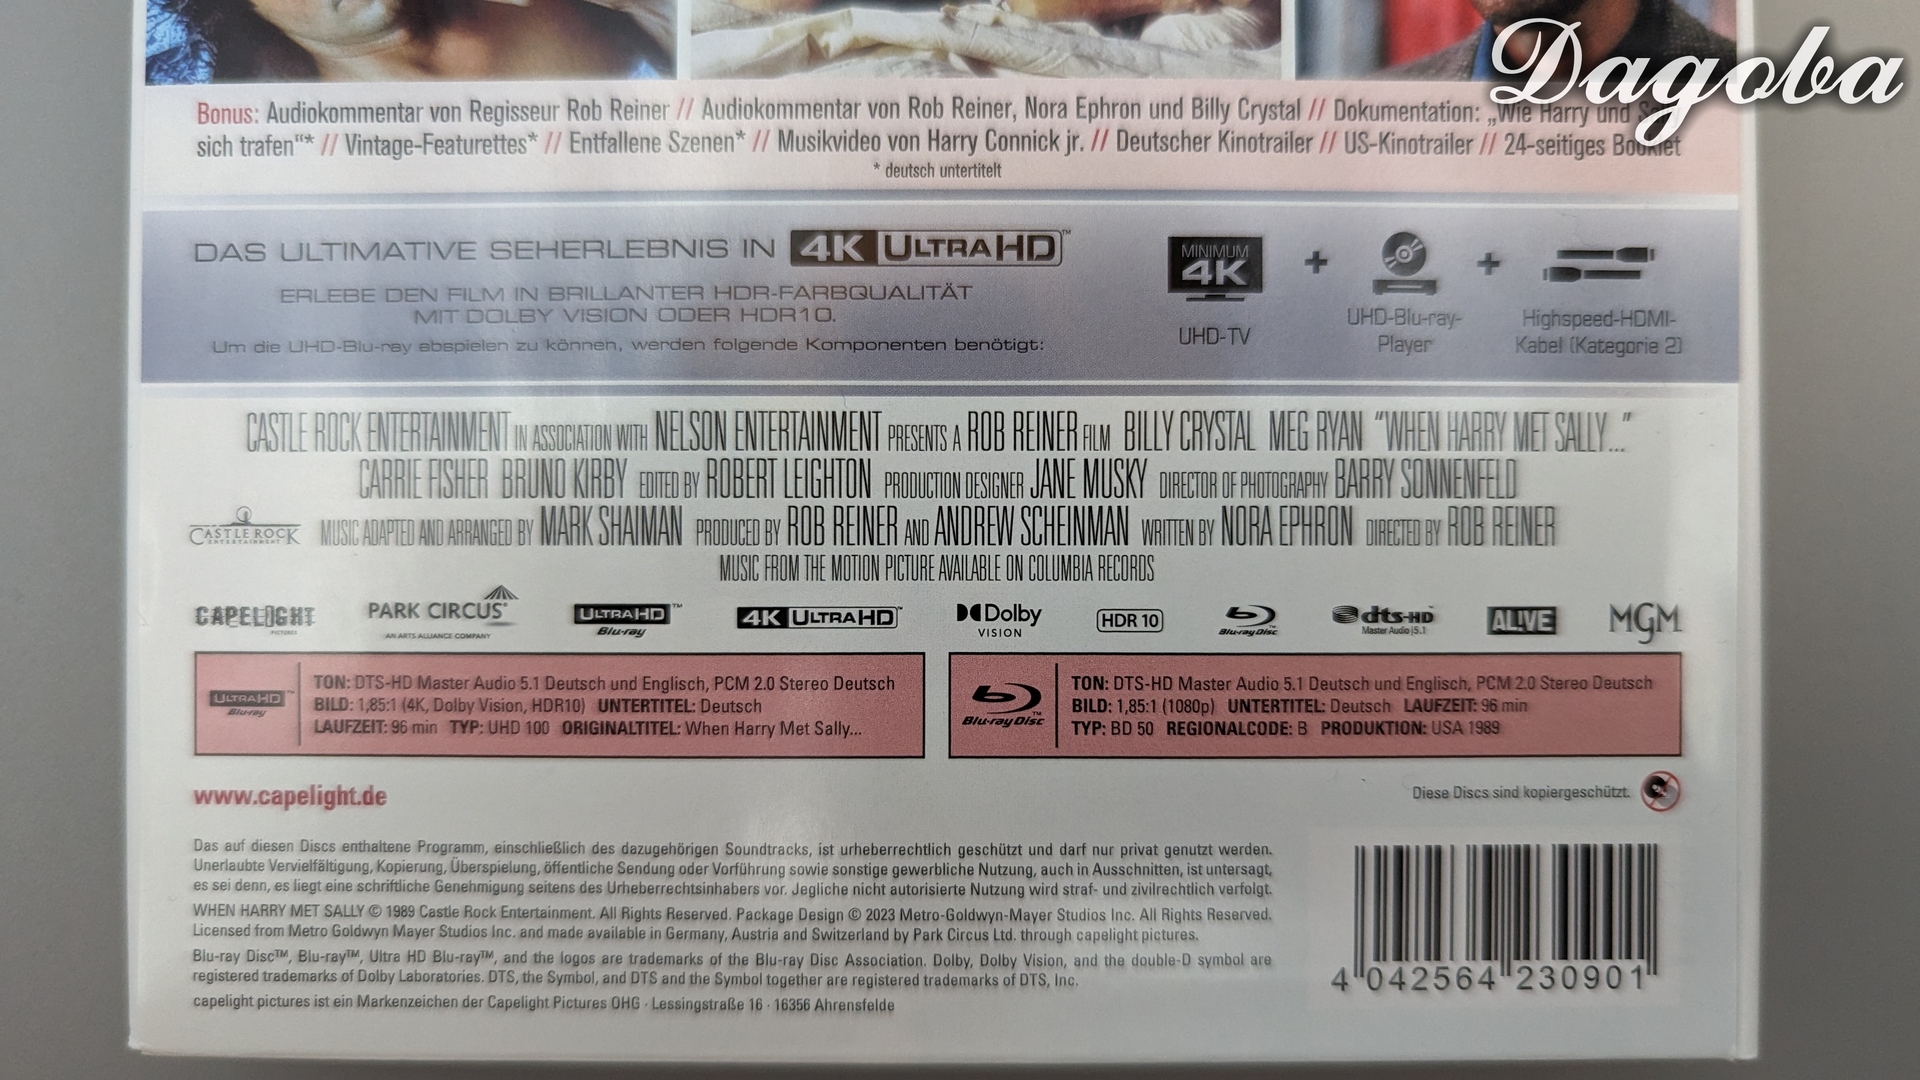 Dagoba
Bonus: Audiokommentar von Regisseur Rob Reiner // Audiokommentar von Rob Reiner, Nora Ephron und Billy Crystal // Dokumentation: „Wie Harry und
sich trafen“* // Vintage-Featurettes* // Entfallene Szenen* // Musikvideo von Harry Connick jr. // Deutscher Kinotrailer // US-Kinotrailer // 24-seitiges Booklet
* deutsch untertitelt
DAS ULTIMATIVE SEHERLEBNIS IN 4K ULTRA HD™
ERLEBE DEN FILM IN BRILLANTER HDR-FARBQUALITÄT
MIT DOLBY VISION ODER HDR10.
Um die UHD-Blu-ray abspielen zu können, werden folgende Komponenten benötigt:
MINIMUM
4K
UHD-TV
+
UHD-Blu-ray-
Player
+
Highspeed-HDMI-
Kabel (Kategorie 2)
CASTLE ROCK ENTERTAINMENT IN ASSOCIATION WITH NELSON ENTERTAINMENT PRESENTS A ROB REINER FILM BILLY CRYSTAL MEG RYAN “WHEN HARRY MET SALLY...”
CARRIE FISHER BRUNO KIRBY EDITED BY ROBERT LEIGHTON PRODUCTION DESIGNER JANE MUSKY DIRECTOR OF PHOTOGRAPHY BARRY SONNENFELD
CASTLE ROCK
ENTERTAINMENT
MUSIC ADAPTED AND ARRANGED BY MARK SHAIMAN PRODUCED BY ROB REINER AND ANDREW SCHEINMAN WRITTEN BY NORA EPHRON DIRECTED BY ROB REINER
MUSIC FROM THE MOTION PICTURE AVAILABLE ON COLUMBIA RECORDS
CAPELIGHT
PICTURES
PARK CIRCUS®
AN ARTS ALLIANCE COMPANY
ULTRA HD™
Blu-ray
4K ULTRA HD™
Dolby
VISION
HDR 10
Blu-ray Disc
dts-HD
Master Audio | 5.1
AL!VE
MGM
ULTRA HD™
Blu-ray
TON: DTS-HD Master Audio 5.1 Deutsch und Englisch, PCM 2.0 Stereo Deutsch
BILD: 1,85:1 (4K, Dolby Vision, HDR10) UNTERTITEL: Deutsch
LAUFZEIT: 96 min TYP: UHD 100 ORIGINALTITEL: When Harry Met Sally...
Blu-ray Disc™
TON: DTS-HD Master Audio 5.1 Deutsch und Englisch, PCM 2.0 Stereo Deutsch
BILD: 1,85:1 (1080p) UNTERTITEL: Deutsch LAUFZEIT: 96 min
TYP: BD 50 REGIONALCODE: B PRODUKTION: USA 1989
www.capelight.de
Diese Discs sind kopiergeschützt.
Das auf diesen Discs enthaltene Programm, einschließlich des dazugehörigen Soundtracks, ist urheberrechtlich geschützt und darf nur privat genutzt werden.
Unerlaubte Vervielfältigung, Kopierung, Überspielung, öffentliche Sendung oder Vorführung sowie sonstige gewerbliche Nutzung, auch in Ausschnitten, ist untersagt,
es sei denn, es liegt eine schriftliche Genehmigung seitens des Urheberrechtsinhabers vor. Jegliche nicht autorisierte Nutzung wird straf- und zivilrechtlich verfolgt.
WHEN HARRY MET SALLY © 1989 Castle Rock Entertainment. All Rights Reserved. Package Design © 2023 Metro-Goldwyn-Mayer Studios Inc. All Rights Reserved.
Licensed from Metro Goldwyn Mayer Studios Inc. and made available in Germany, Austria and Switzerland by Park Circus Ltd. through capelight pictures.
Blu-ray Disc™, Blu-ray™, Ultra HD Blu-ray™, and the logos are trademarks of the Blu-ray Disc Association. Dolby, Dolby Vision, and the double-D symbol are
registered trademarks of Dolby Laboratories. DTS, the Symbol, and DTS and the Symbol together are registered trademarks of DTS, Inc.
capelight pictures ist ein Markenzeichen der Capelight Pictures OHG · Lessingstraße 16 · 16356 Ahrensfelde
4 042564 230901